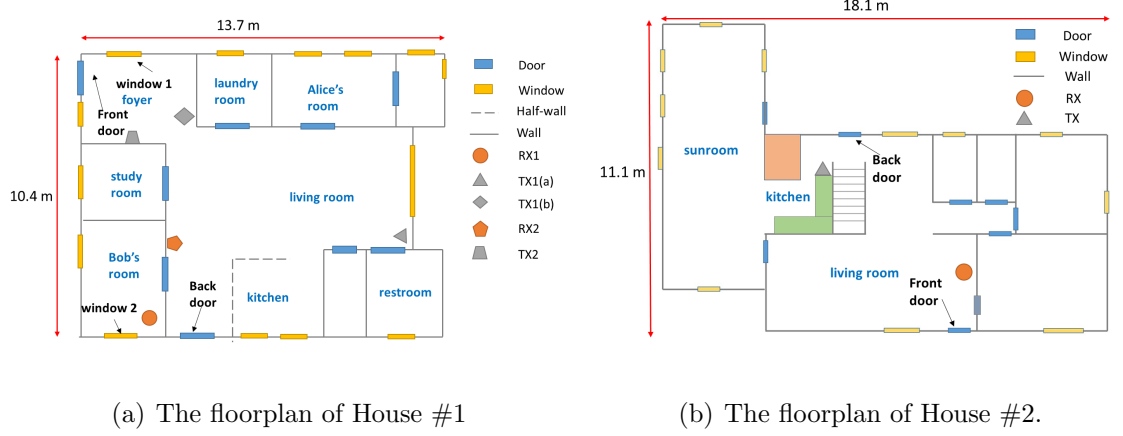 13.7 m
10.4 m
window 1
foyer
Front
door
laundry
room
Alice's
room
study
room
living room
Bob's
room
window 2
Back
door
kitchen
restroom
Door
Window
Half-wall
Wall
RX1
TX1(a)
TX1(b)
RX2
TX2
(a) The floorplan of House #1
18.1 m
11.1 m
sunroom
kitchen
Back
door
living room
Front
door
Door
Window
Wall
RX
TX
(b) The floorplan of House #2.